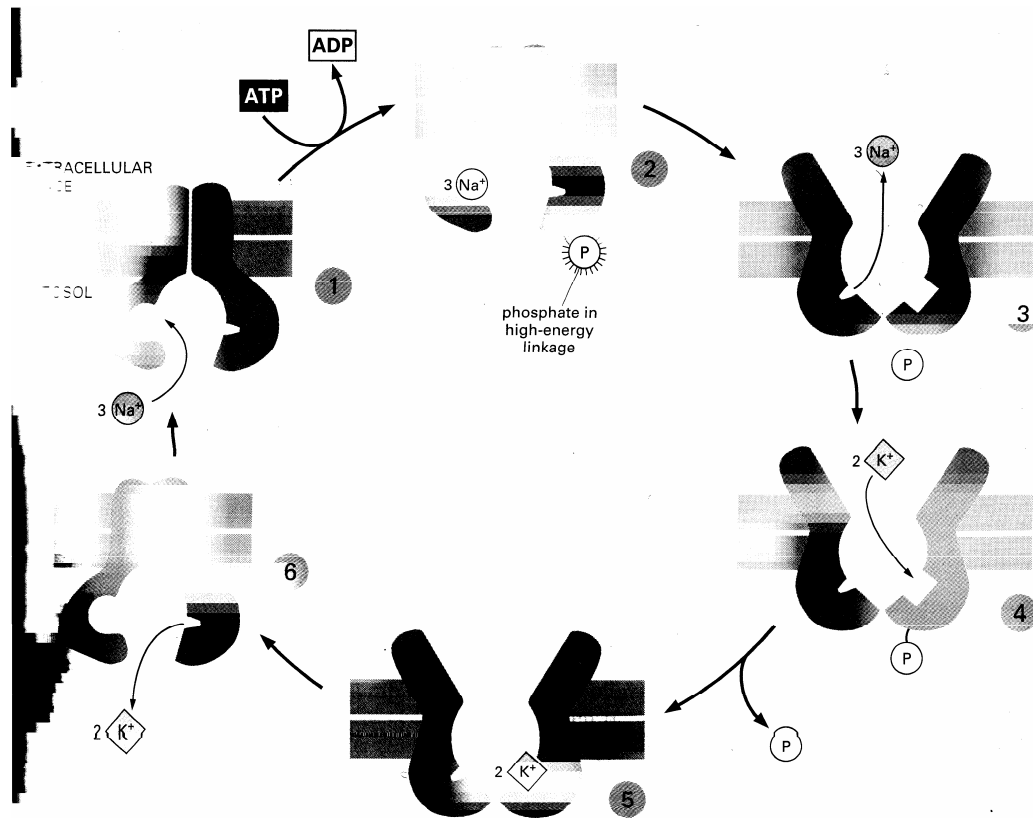 ADP
ATP
3 Na⁺
2
P
phosphate in
high-energy
linkage
3 Na⁺
3
P
1
3 Na⁺
2 K⁺
4
P
P
2 K⁺
5
6
2 K⁺